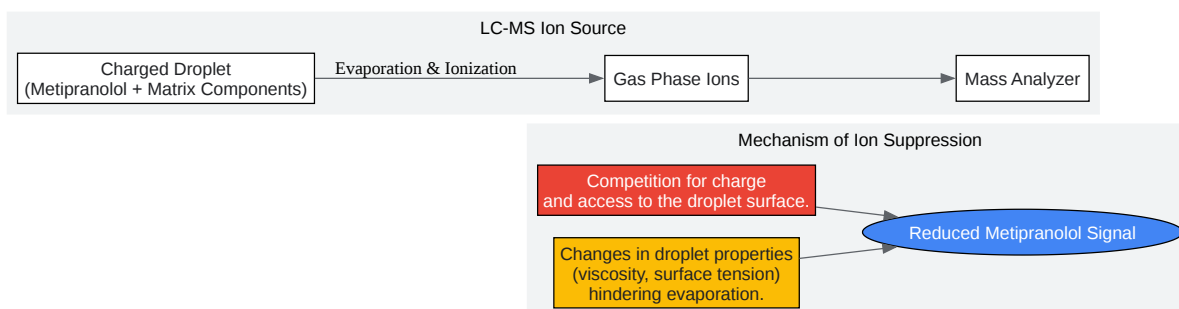 LC-MS Ion Source
Charged Droplet
(Metipranolol + Matrix Components)
Evaporation & Ionization
Gas Phase Ions
Mass Analyzer
Mechanism of Ion Suppression
Competition for charge
and access to the droplet surface.
Changes in droplet properties
(viscosity, surface tension)
hindering evaporation.
Reduced Metipranolol Signal